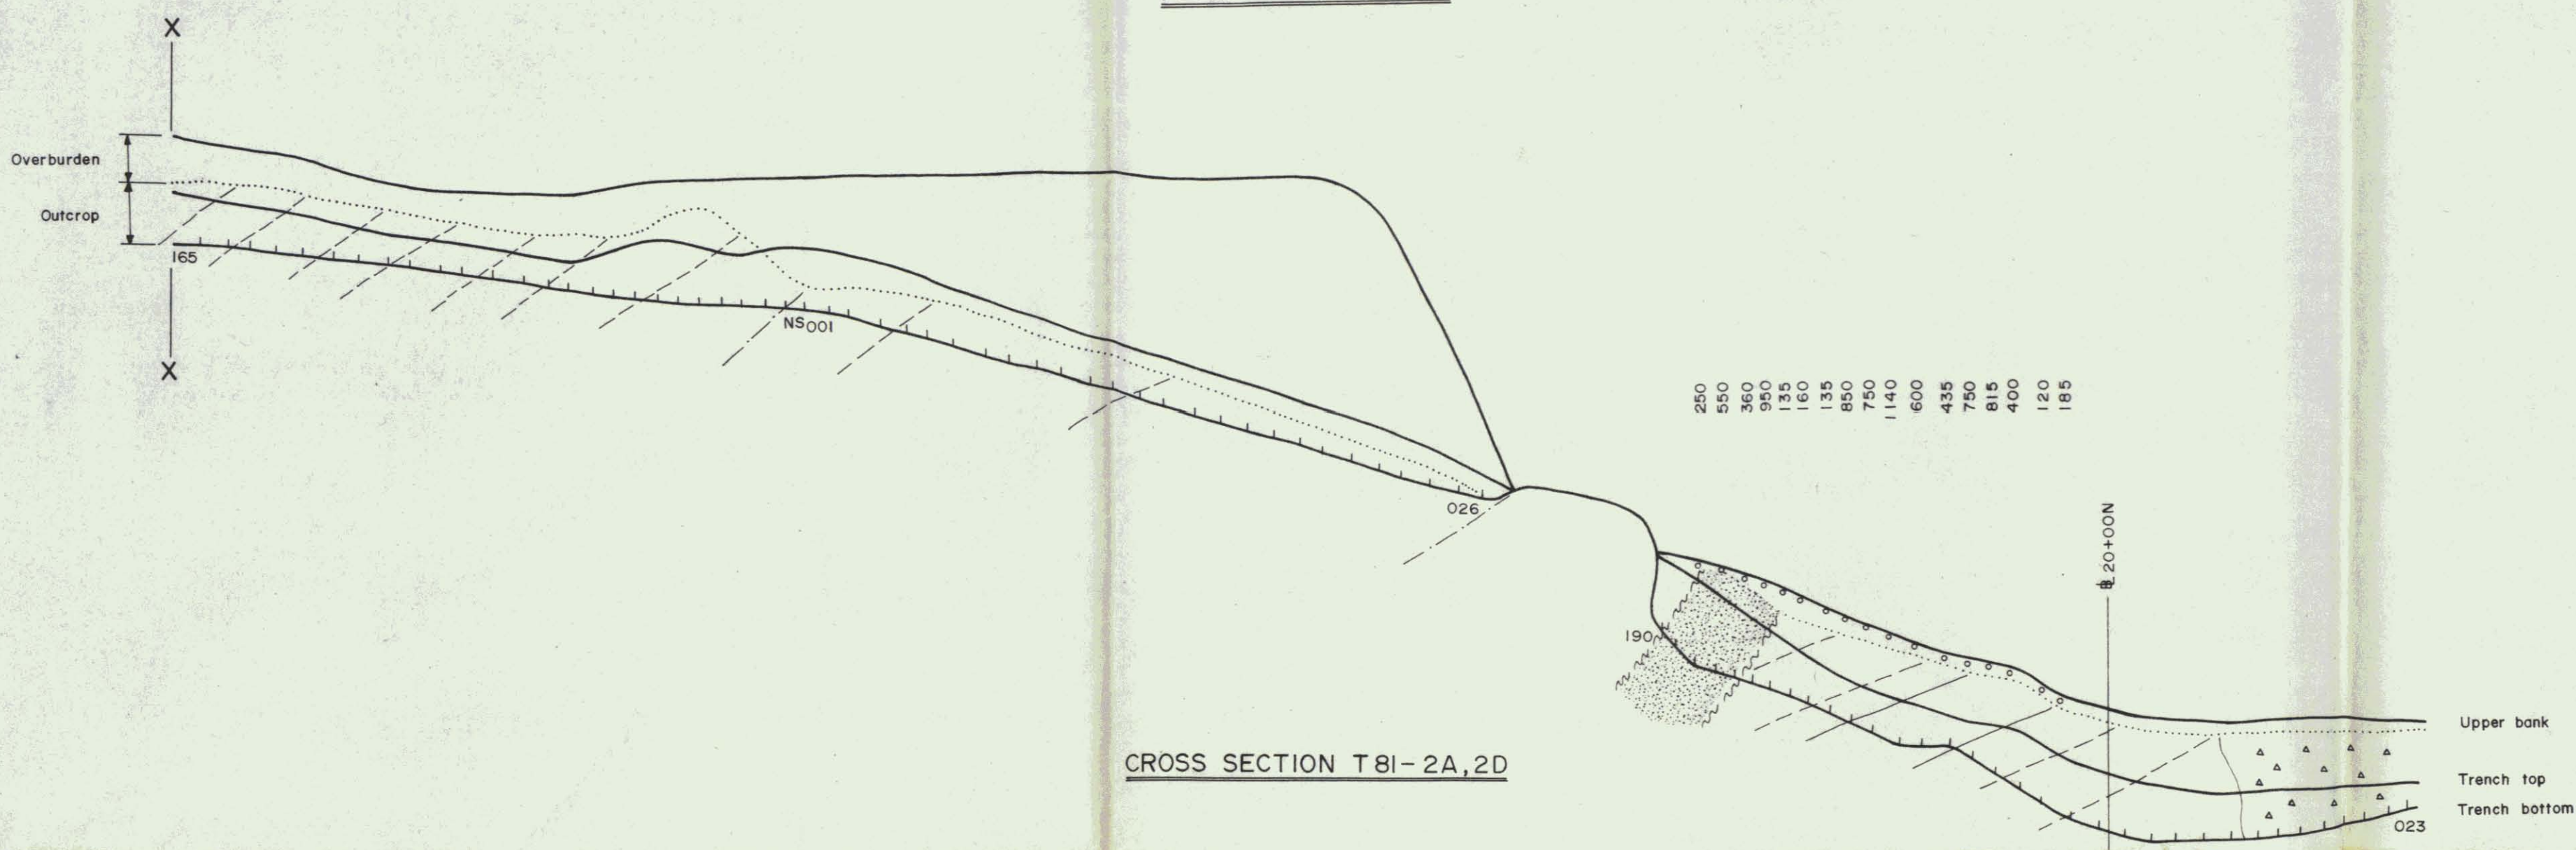 X
Overburden
Outcrop
165
X
NS001
026
250
550
360
950
135
160
135
850
750
1140
600
435
750
815
400
120
185
BL 20+00N
190
Upper bank
Trench top
Trench bottom
023
CROSS SECTION T81-2A,2D